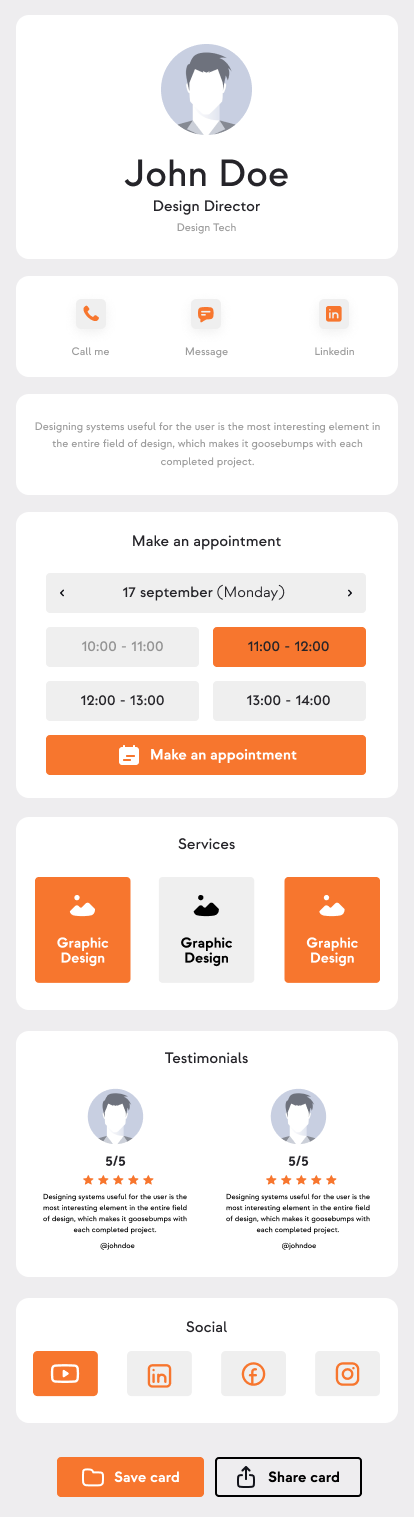 John Doe
Design Director
Design Tech
Call me
Message
Linkedin
Designing systems useful for the user is the most interesting element in
the entire field of design, which makes it goosebumps with each
completed project.
Make an appointment
‹ 17 september (Monday) ›
10:00 - 11:00
11:00 - 12:00
12:00 - 13:00
13:00 - 14:00
Make an appointment
Services
Graphic
Design
Graphic
Design
Graphic
Design
Testimonials
5/5
Designing systems useful for the user is the
most interesting element in the entire field
of design, which makes it goosebumps with
each completed project.
@johndoe
5/5
Designing systems useful for the user is the
most interesting element in the entire field
of design, which makes it goosebumps with
each completed project.
@johndoe
Social
Save card
Share card